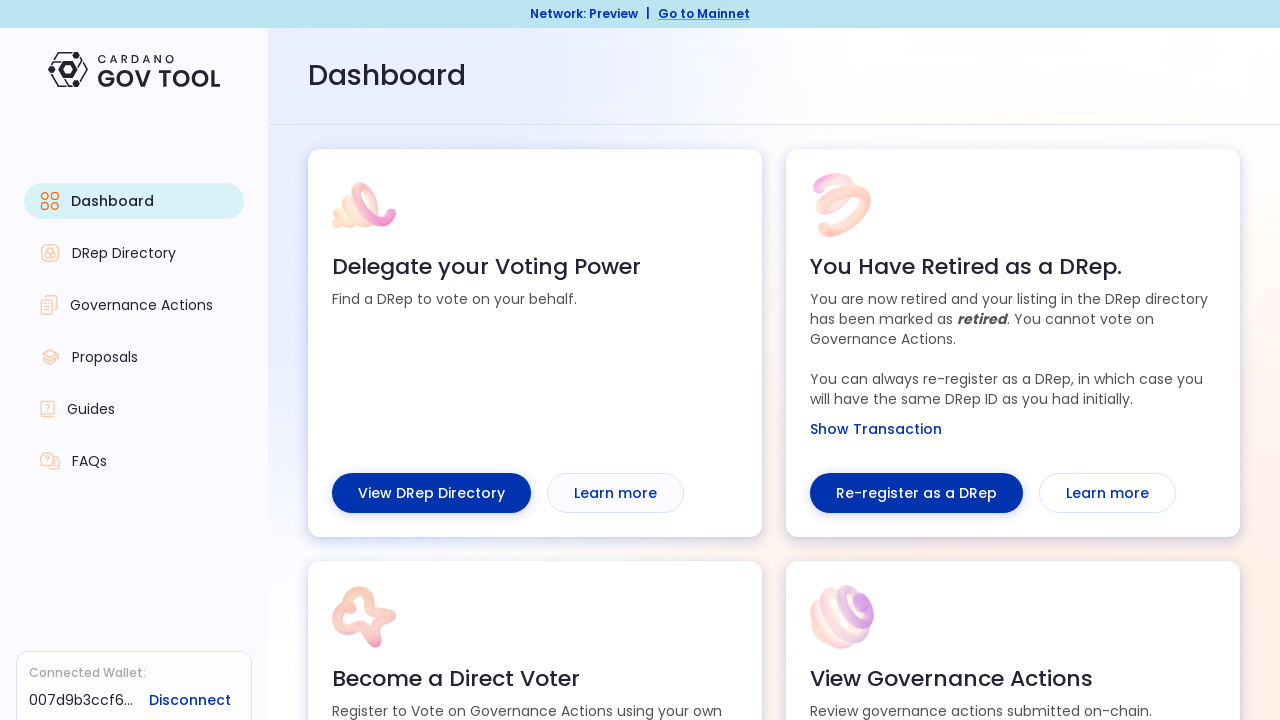 Network: Preview | Go to Mainnet
CARDANO
GOV TOOL
Dashboard
Dashboard
DRep Directory
Governance Actions
Proposals
Guides
FAQs
Connected Wallet:
007d9b3ccf6... Disconnect
Delegate your Voting Power
Find a DRep to vote on your behalf.
View DRep Directory Learn more
You Have Retired as a DRep.
You are now retired and your listing in the DRep directory
has been marked as retired. You cannot vote on
Governance Actions.
You can always re-register as a DRep, in which case you
will have the same DRep ID as you had initially.
Show Transaction
Re-register as a DRep Learn more
Become a Direct Voter
Register to Vote on Governance Actions using your own
View Governance Actions
Review governance actions submitted on-chain.